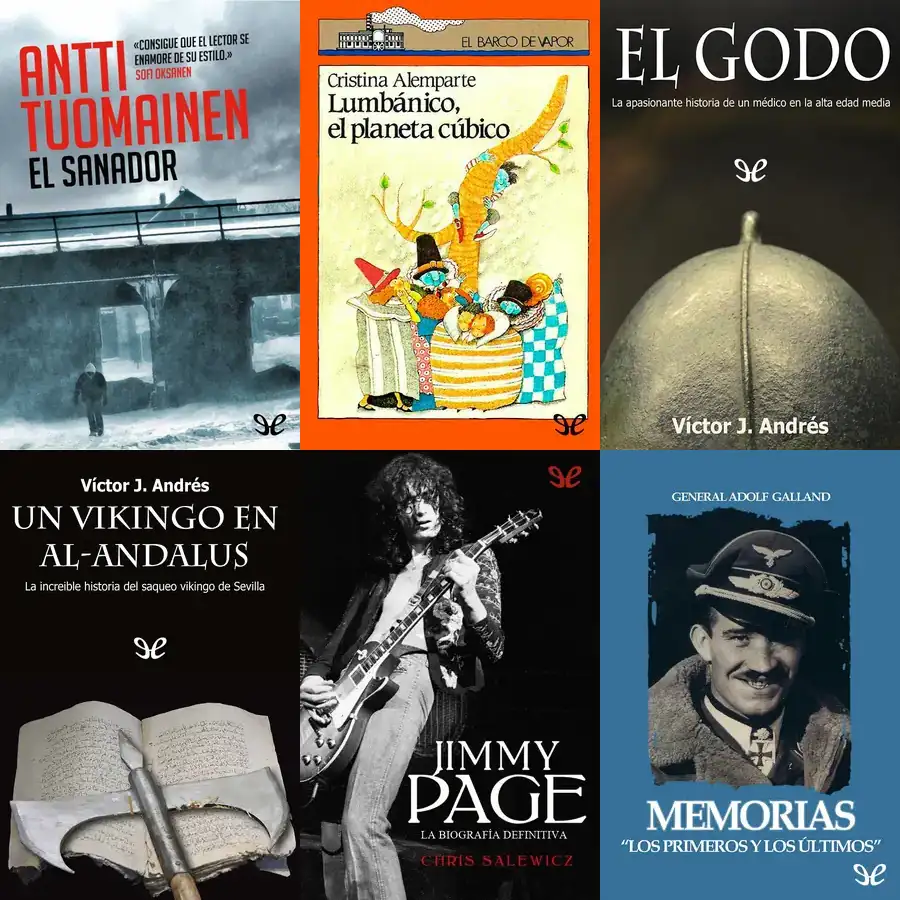 ANTTI
TUOMAINEN
«CONSIGUE QUE EL LECTOR SE
ENAMORE DE SU ESTILO.»
SOFI OKSANEN
EL SANADOR
EL BARCO DE VAPOR
Cristina Alemparte
Lumbánico,
el planeta cúbico
EL GODO
La apasionante historia de un médico en la alta edad media
Víctor J. Andrés
Víctor J. Andrés
UN VIKINGO EN
AL-ANDALUS
La increible historia del saqueo vikingo de Sevilla
JIMMY
PAGE
LA BIOGRAFÍA DEFINITIVA
CHRIS SALEWICZ
GENERAL ADOLF GALLAND
MEMORIAS
“LOS PRIMEROS Y LOS ÚLTIMOS”